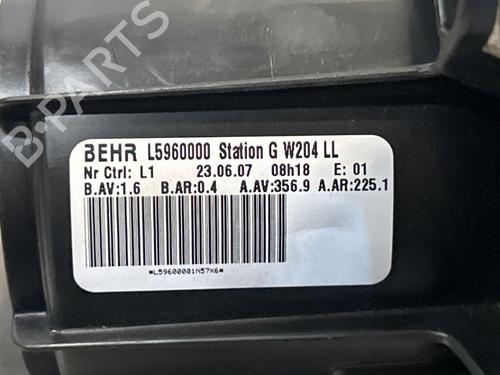 B-PARTS
BEHR L5960000 Station G W204 LL
Nr Ctrl: L1 23.06.07 08h18 E: 01
B.AV:1.6 B.AR:0.4 A.AV:356.9 A.AR:225.1
*L59600001N57X6*